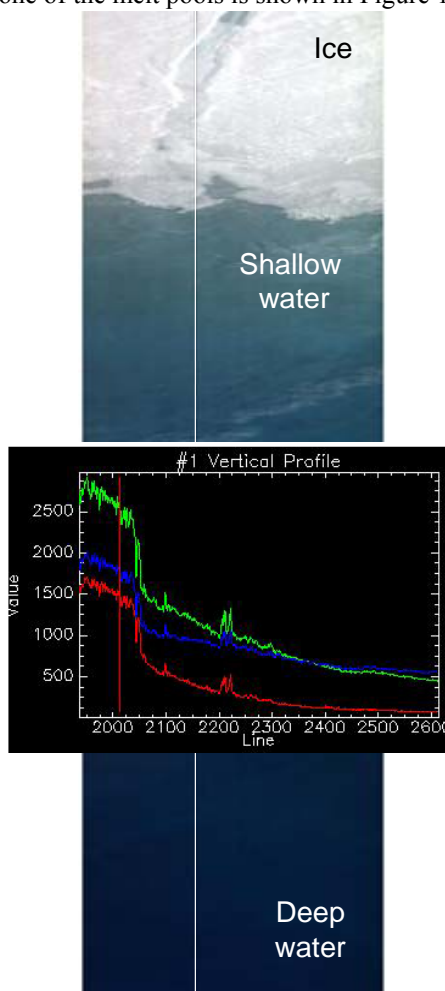 one of the melt pools is shown in Figure
Ice
Shallow
water
#1 Vertical Profile
2500
2000
1500
1000
500
Value
2000 2100 2200 2300 2400 2500
Line
Deep
water